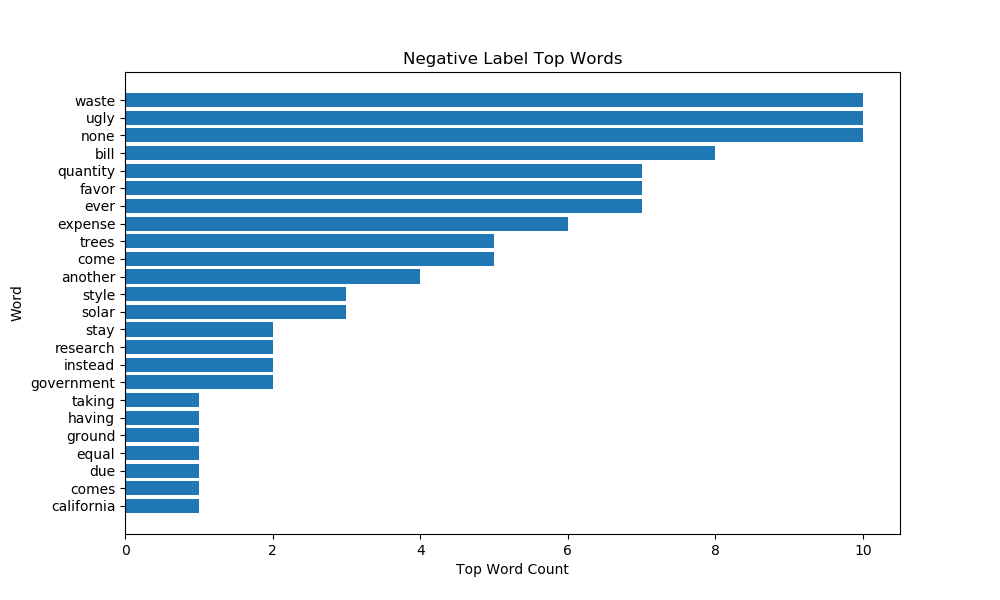 Negative Label Top Words
waste
ugly
none
bill
quantity
favor
ever
expense
trees
come
another
style
solar
stay
research
instead
government
taking
having
ground
equal
due
comes
california
Word
0 2 4 6 8 10
Top Word Count